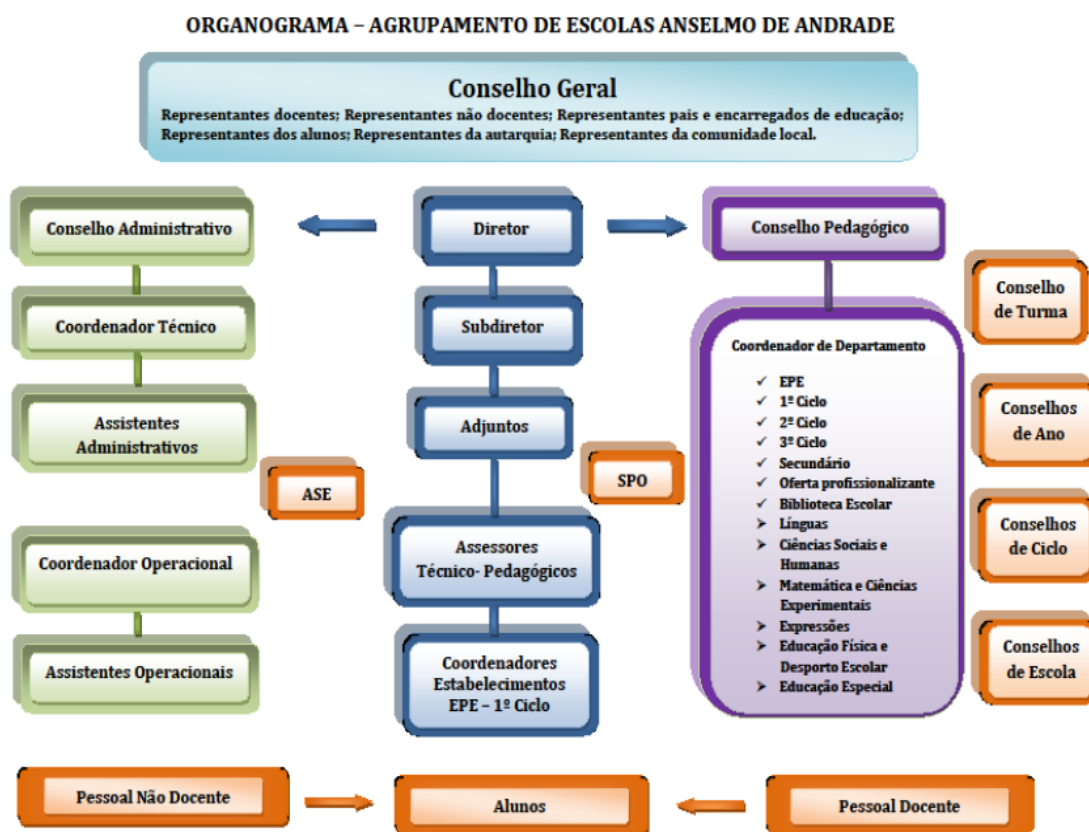 ORGANOGRAMA – AGRUPAMENTO DE ESCOLAS ANSELMO DE ANDRADE
Conselho Geral
Representantes docentes; Representantes não docentes; Representantes pais e encarregados de educação;
Representantes dos alunos; Representantes da autarquia; Representantes da comunidade local.
Conselho Administrativo
Diretor
Conselho Pedagógico
Coordenador Técnico
Subdiretor
Assistentes
Administrativos
Adjuntos
ASE
SPO
Coordenador Operacional
Assessores
Técnico- Pedagógicos
Assistentes Operacionais
Coordenadores
Estabelecimentos
EPE – 1º Ciclo
Coordenador de Departamento
✓ EPE
✓ 1º Ciclo
✓ 2º Ciclo
✓ 3º Ciclo
✓ Secundário
✓ Oferta profissionalizante
✓ Biblioteca Escolar
➤ Línguas
➤ Ciências Sociais e
Humanas
➤ Matemática e Ciências
Experimentais
➤ Expressões
➤ Educação Física e
Desporto Escolar
➤ Educação Especial
Conselho
de Turma
Conselhos
de Ano
Conselhos
de Ciclo
Conselhos
de Escola
Pessoal Não Docente
Alunos
Pessoal Docente